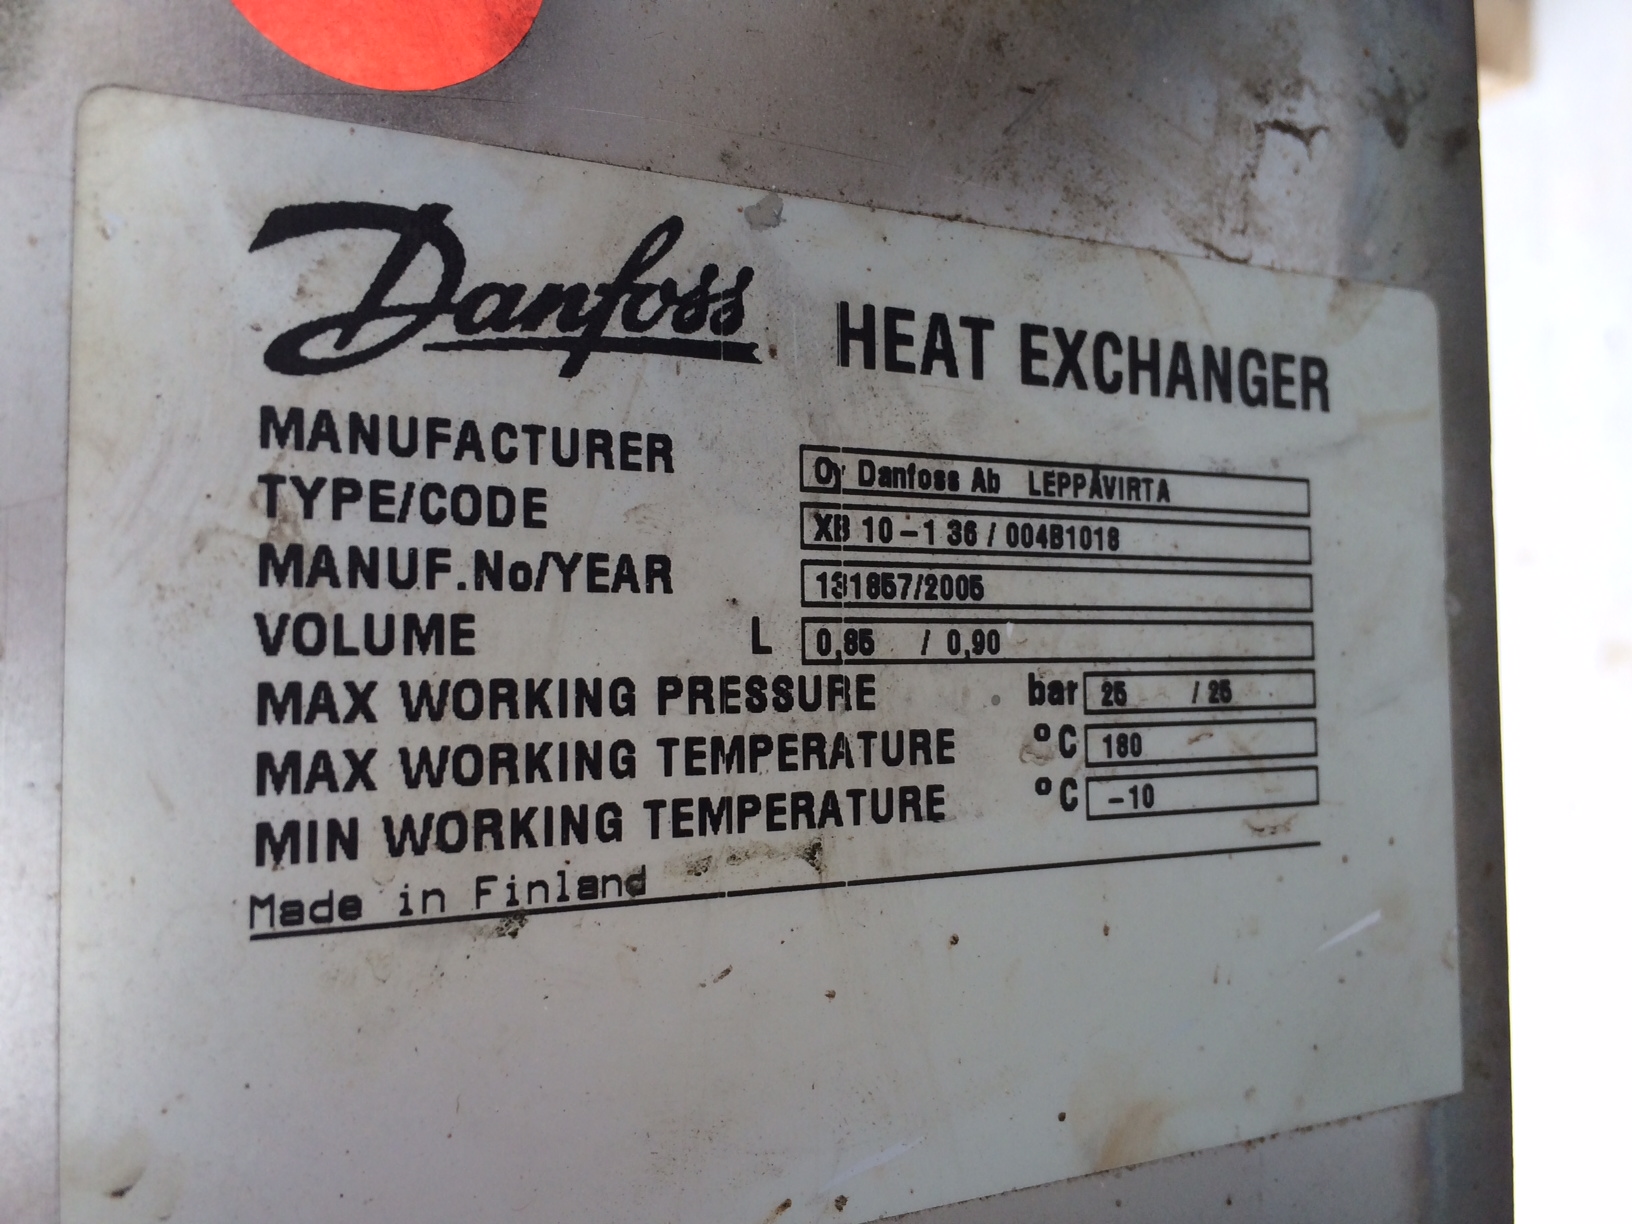 Danfoss HEAT EXCHANGER
MANUFACTURER Oy Danfoss Ab LEPPÄVIRTA
TYPE/CODE XB 10-1 36 / 004B1018
MANUF.No/YEAR 131857/2005
VOLUME L 0,85 / 0,90
MAX WORKING PRESSURE bar 25 / 25
MAX WORKING TEMPERATURE °C 180
MIN WORKING TEMPERATURE °C -10
Made in Finland